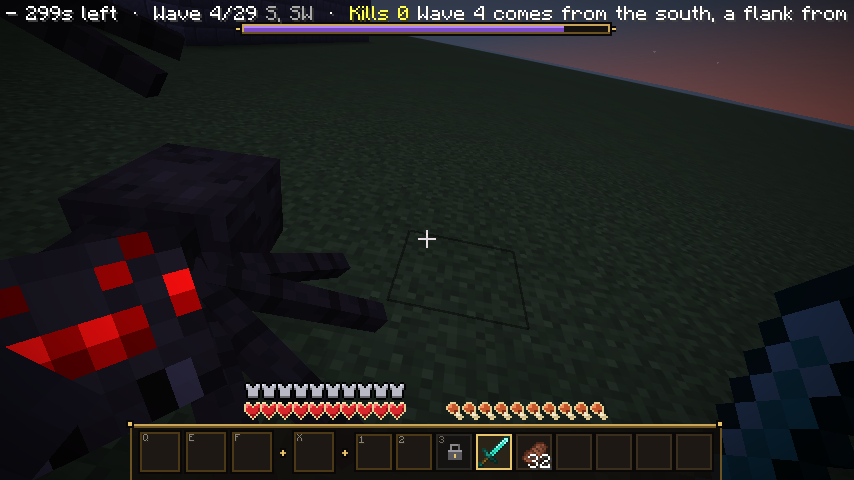 - 299s left · Wave 4/29 S, SW · Kills 0 Wave 4 comes from the south, a flank from
Q E F X 1 2 3
32